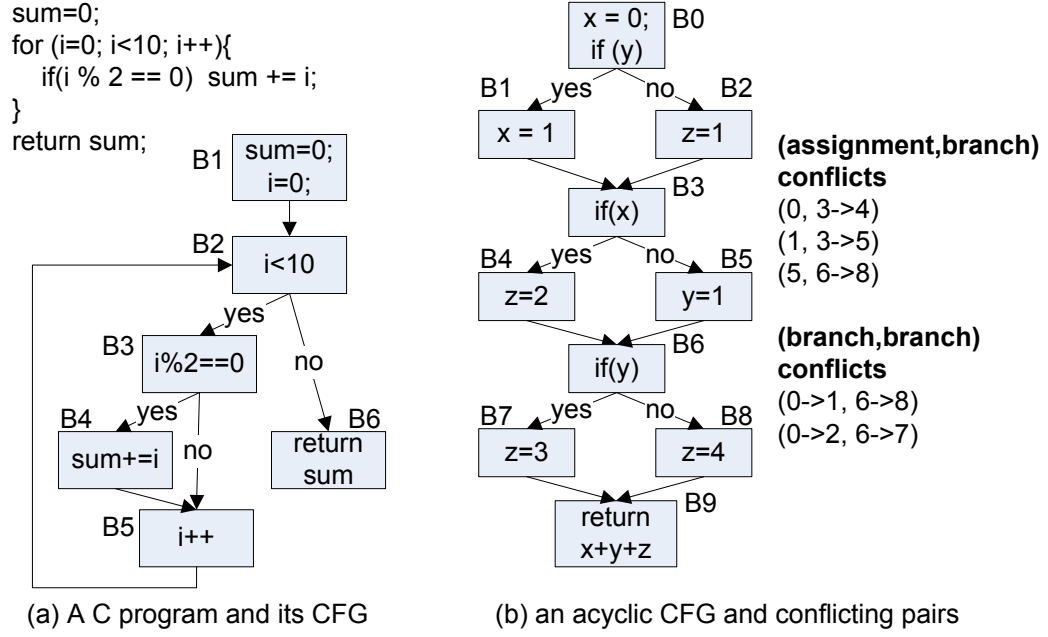 sum=0;
for (i=0; i<10; i++){
if(i % 2 == 0) sum += i;
}
return sum;
B1
sum=0;
i=0;
B2
i<10
yes
no
B3
i%2==0
yes
no
B4
sum+=i
B6
return
sum
B5
i++
(a) A C program and its CFG
x = 0;
if (y)
B0
yes
no
B1
x = 1
B2
z=1
B3
if(x)
yes
no
B4
z=2
B5
y=1
B6
if(y)
yes
no
B7
z=3
B8
z=4
B9
return
x+y+z
(assignment,branch)
conflicts
(0, 3->4)
(1, 3->5)
(5, 6->8)
(branch,branch)
conflicts
(0->1, 6->8)
(0->2, 6->7)
(b) an acyclic CFG and conflicting pairs